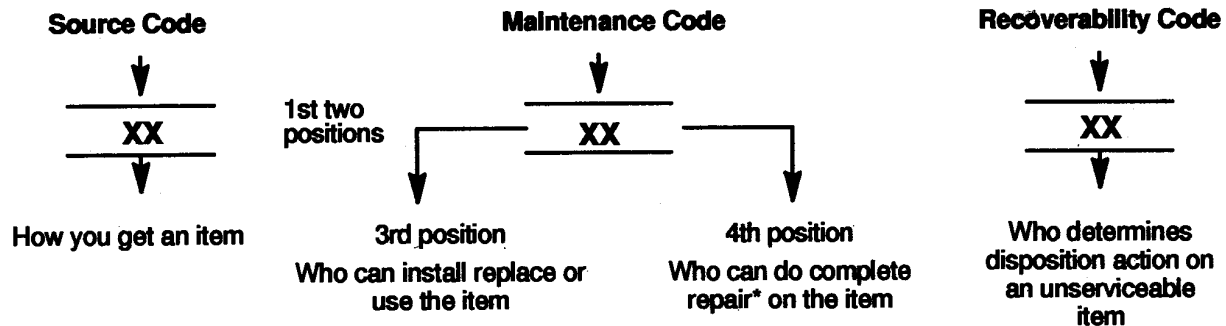 Source Code
Maintenance Code
Recoverability Code
XX
1st two
positions
XX
XX
How you get an item
3rd position
Who can install replace or
use the item
4th position
Who can do complete
repair* on the item
Who determines
disposition action on
an unserviceable
item